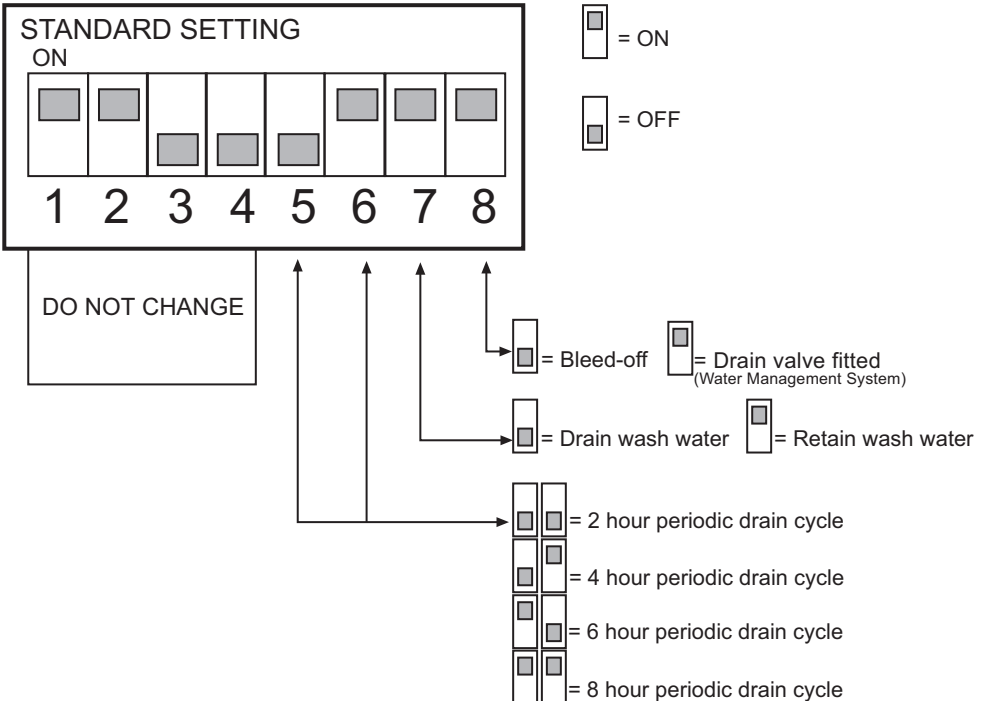 STANDARD SETTING
ON
1 2 3 4 5 6 7 8
= ON
= OFF
DO NOT CHANGE
= Bleed-off
= Drain valve fitted
(Water Management System)
= Drain wash water
= Retain wash water
= 2 hour periodic drain cycle
= 4 hour periodic drain cycle
= 6 hour periodic drain cycle
= 8 hour periodic drain cycle